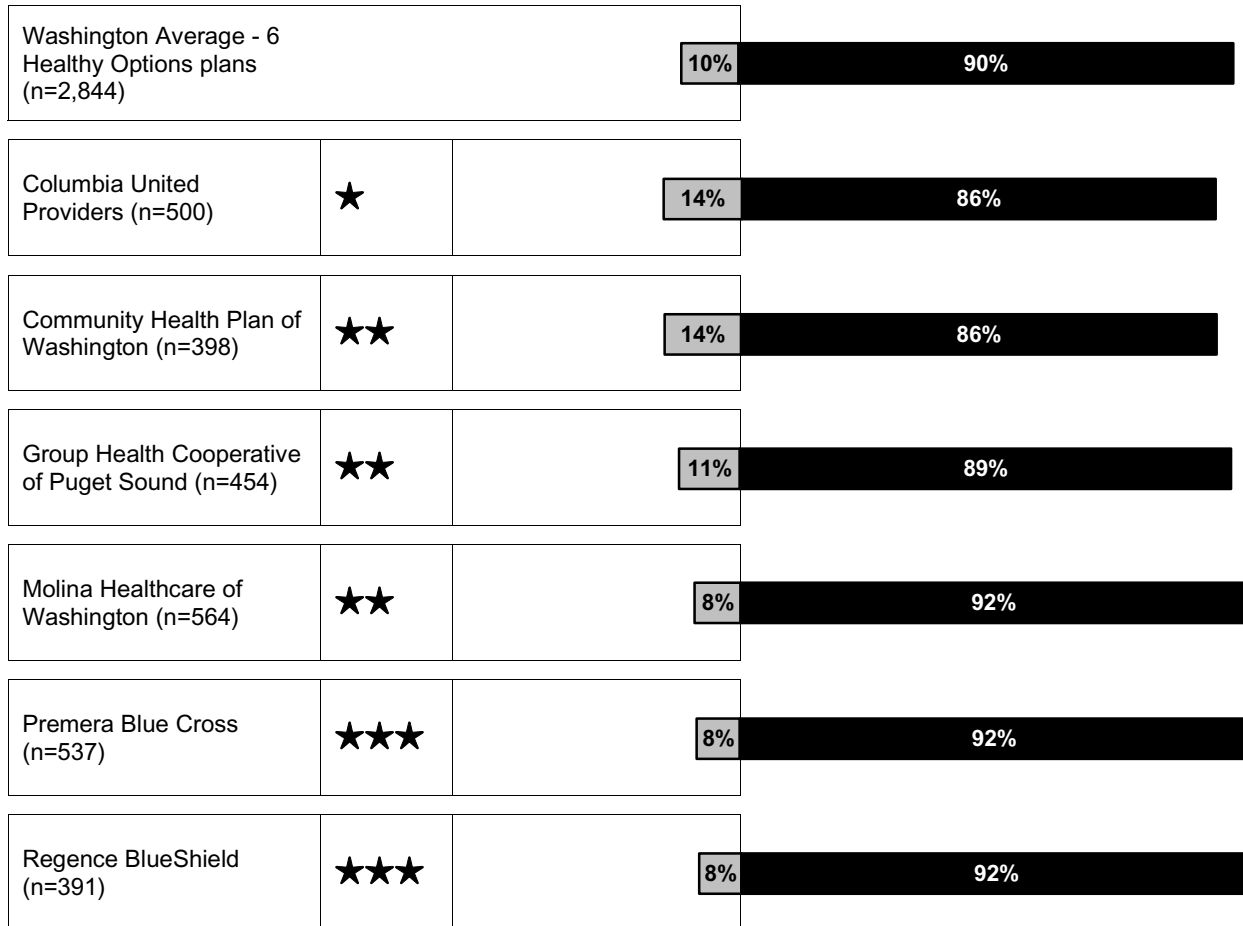 Washington Average - 6
Healthy Options plans
(n=2,844)
10%
90%
Columbia United
Providers (n=500)
★
14%
86%
Community Health Plan of
Washington (n=398)
★★
14%
86%
Group Health Cooperative
of Puget Sound (n=454)
★★
11%
89%
Molina Healthcare of
Washington (n=564)
★★
8%
92%
Premera Blue Cross
(n=537)
★★★
8%
92%
Regence BlueShield
(n=391)
★★★
8%
92%